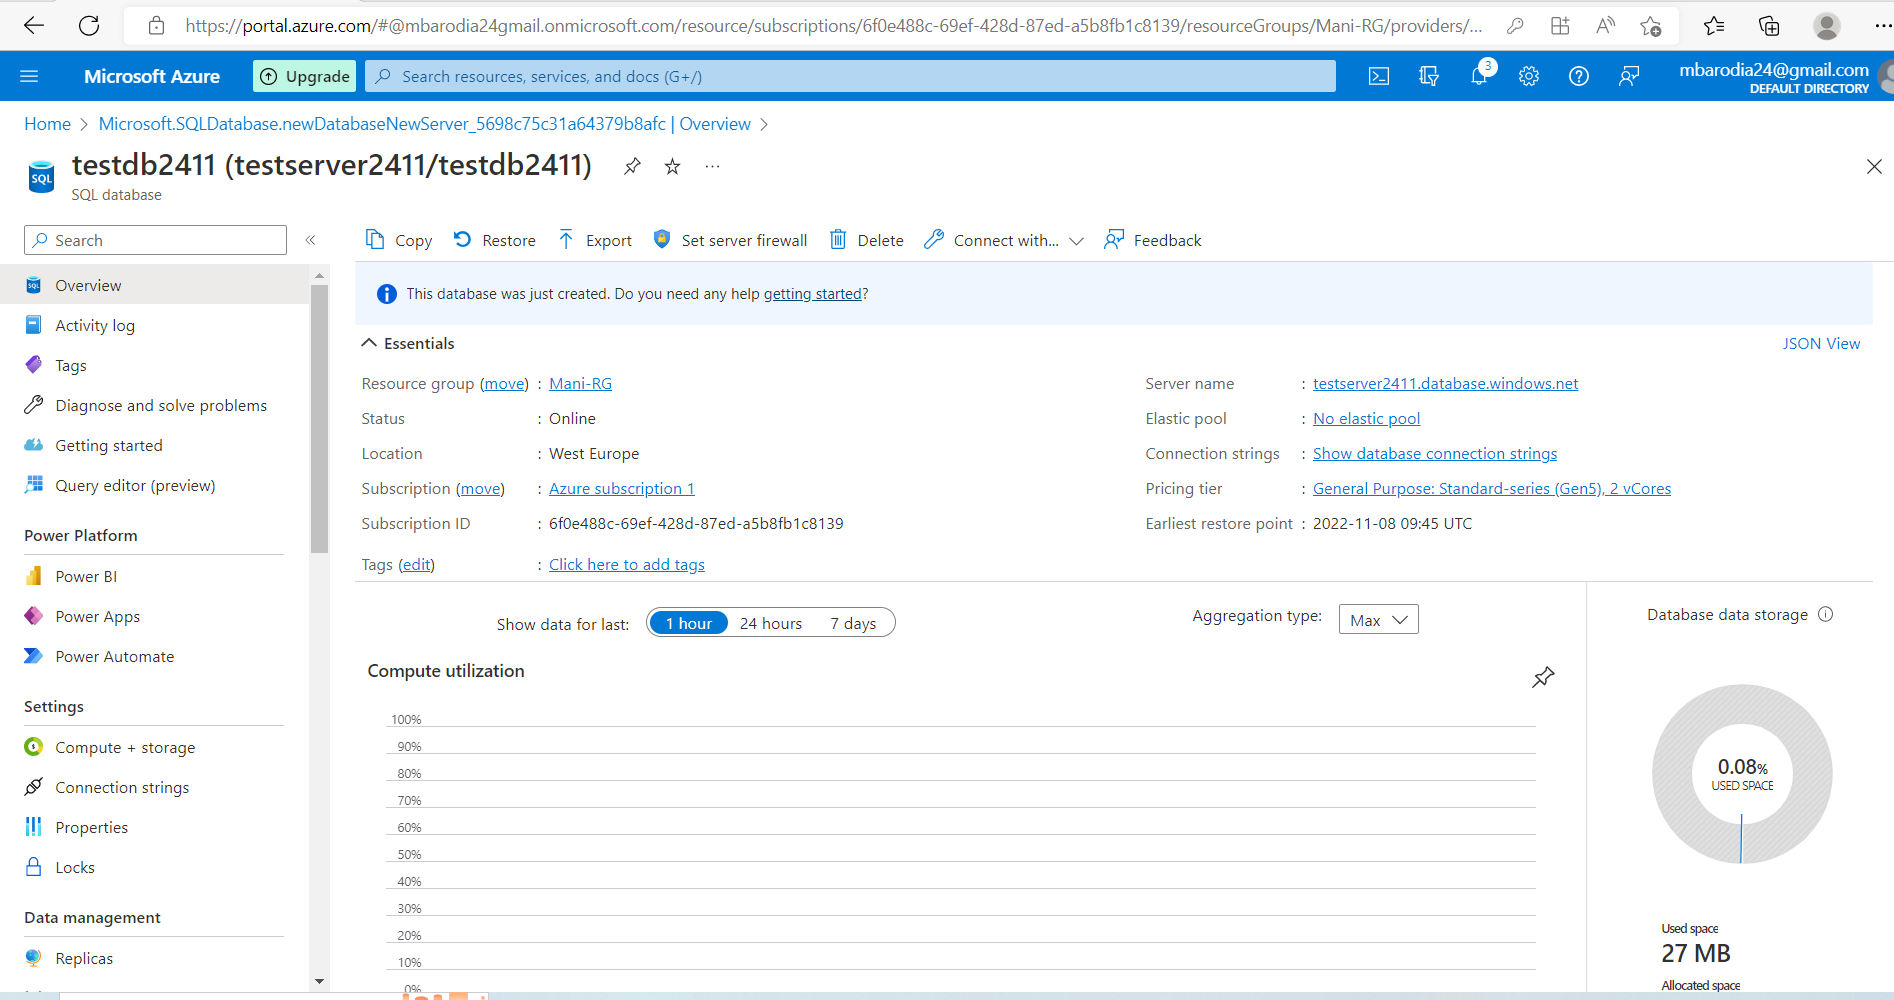 https://portal.azure.com/#@mbarodia24gmail.onmicrosoft.com/resource/subscriptions/6f0e488c-69ef-428d-87ed-a5b8fb1c8139/resourceGroups/Mani-RG/providers/...
Microsoft Azure
Upgrade
Search resources, services, and docs (G+/)
3
mbarodia24@gmail.com
DEFAULT DIRECTORY
Home > Microsoft.SQLDatabase.newDatabaseNewServer_5698c75c31a64379b8afc | Overview >
SQL
testdb2411 (testserver2411/testdb2411)
SQL database
Search
Overview
Activity log
Tags
Diagnose and solve problems
Getting started
Query editor (preview)
Power Platform
Power BI
Power Apps
Power Automate
Settings
Compute + storage
Connection strings
Properties
Locks
Data management
Replicas
Copy Restore Export Set server firewall Delete Connect with... Feedback
This database was just created. Do you need any help getting started?
Essentials
JSON View
Resource group (move) : Mani-RG
Status : Online
Location : West Europe
Subscription (move) : Azure subscription 1
Subscription ID : 6f0e488c-69ef-428d-87ed-a5b8fb1c8139
Tags (edit) : Click here to add tags
Server name : testserver2411.database.windows.net
Elastic pool : No elastic pool
Connection strings : Show database connection strings
Pricing tier : General Purpose: Standard-series (Gen5), 2 vCores
Earliest restore point : 2022-11-08 09:45 UTC
Show data for last: 1 hour 24 hours 7 days
Aggregation type: Max
Compute utilization
100%
90%
80%
70%
60%
50%
40%
30%
20%
10%
0%
Database data storage
0.08%
USED SPACE
Used space
27 MB
Allocated space